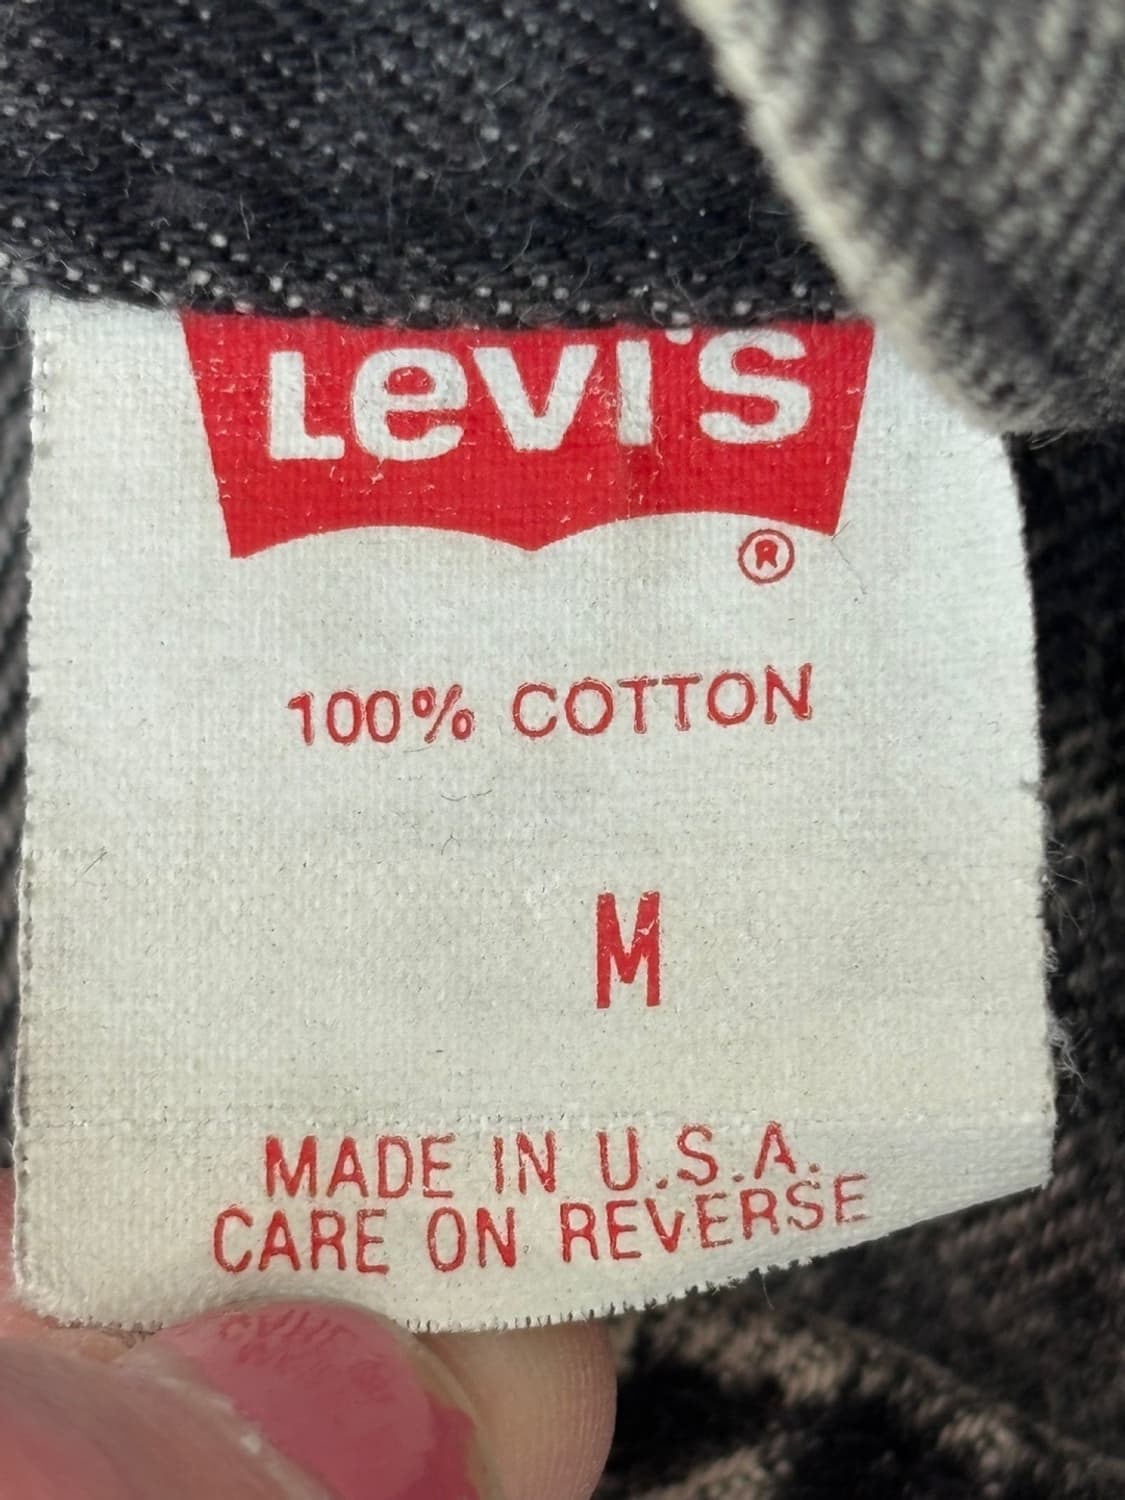 Levi's
®
100% COTTON
M
MADE IN U.S.A.
CARE ON REVERSE